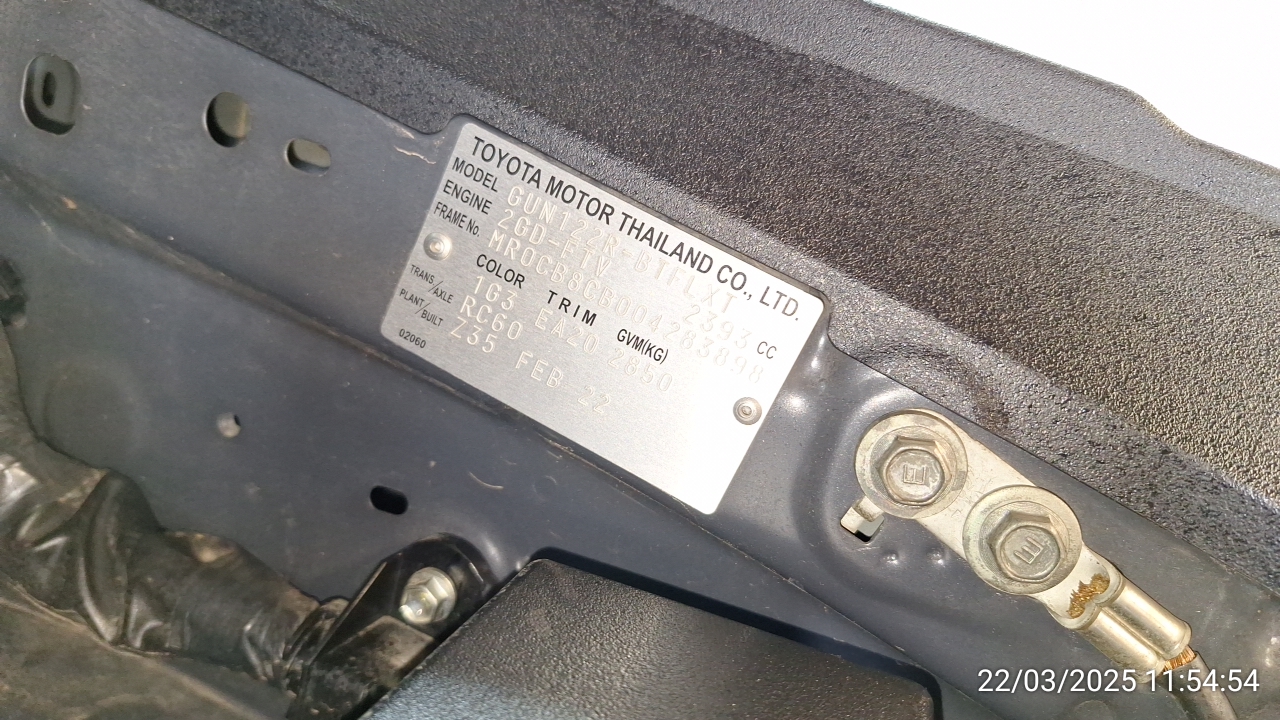 TOYOTA MOTOR THAILAND CO., LTD.
MODEL GUN122R-BTFLXT
ENGINE 2GD-FTV 2393 CC
FRAME No. MR0CB8CB004283898
COLOR TRIM GVM(KG)
1G3 EA20 2850
TRANS/AXLE RC60
PLANT/BUILT Z35 FEB 22
02060
E
E
22/03/2025 11:54:54